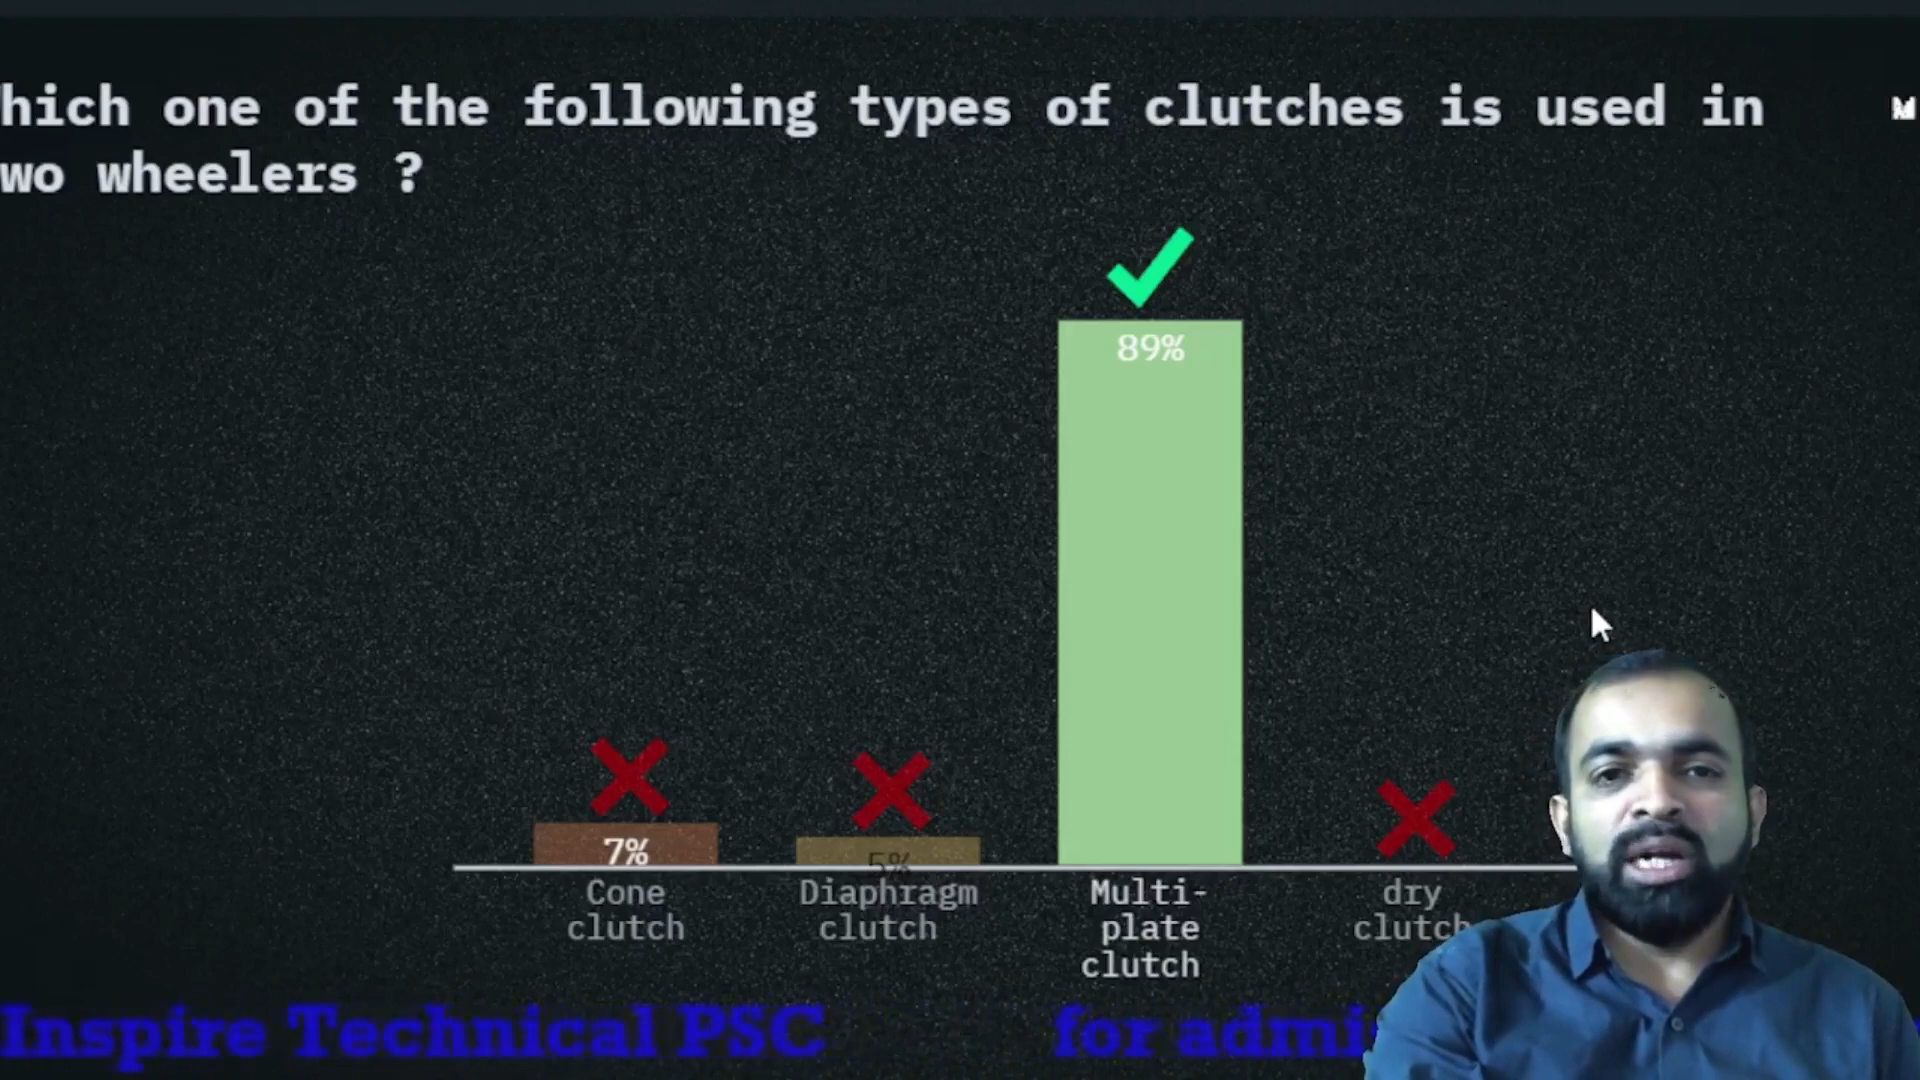 hich one of the following types of clutches is used in
wo wheelers ?
89%
7%
5%
Cone
clutch
Diaphragm
clutch
Multi-
plate
clutch
dry
clutch
Inspire Technical PSC for admi